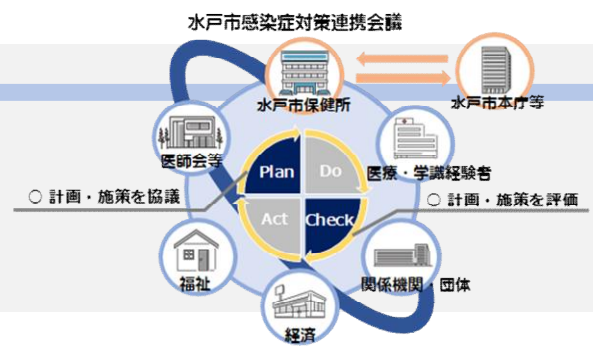 水戸市感染症対策連携会議
水戸市保健所
水戸市本庁等
医師会等
医療・学識経験者
Plan
Do
○ 計画・施策を協議
○ 計画・施策を評価
Act
Check
福祉
関係機関・団体
経済